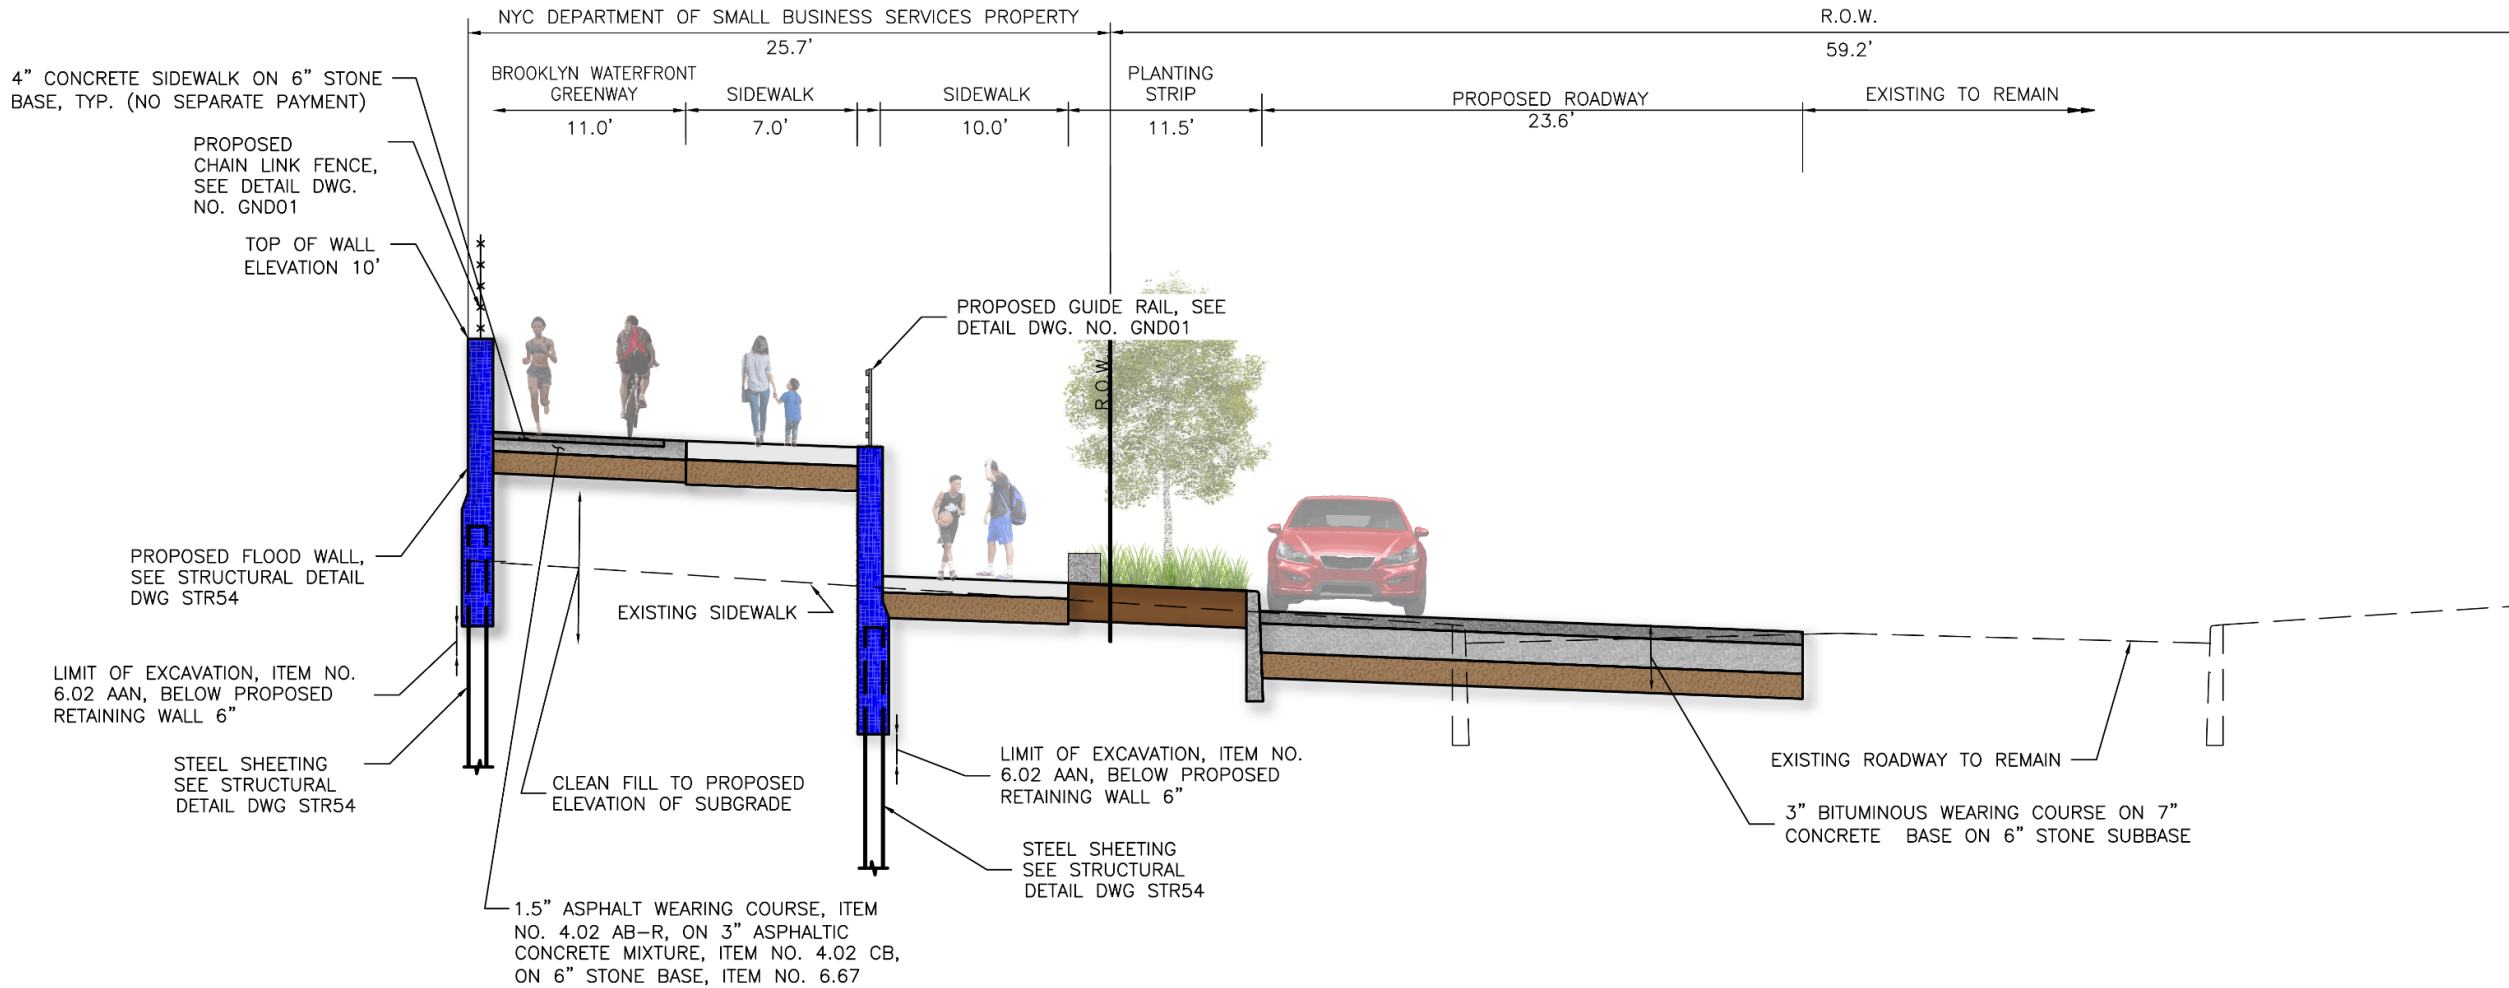 NYC DEPARTMENT OF SMALL BUSINESS SERVICES PROPERTY
25.7'
R.O.W.
59.2'
BROOKLYN WATERFRONT
GREENWAY
11.0'
SIDEWALK
7.0'
SIDEWALK
10.0'
PLANTING
STRIP
11.5'
PROPOSED ROADWAY
23.6'
EXISTING TO REMAIN
4" CONCRETE SIDEWALK ON 6" STONE
BASE, TYP. (NO SEPARATE PAYMENT)
PROPOSED
CHAIN LINK FENCE,
SEE DETAIL DWG.
NO. GND01
TOP OF WALL
ELEVATION 10'
PROPOSED GUIDE RAIL, SEE
DETAIL DWG. NO. GND01
R.O.W.
PROPOSED FLOOD WALL,
SEE STRUCTURAL DETAIL
DWG STR54
EXISTING SIDEWALK
LIMIT OF EXCAVATION, ITEM NO.
6.02 AAN, BELOW PROPOSED
RETAINING WALL 6"
STEEL SHEETING
SEE STRUCTURAL
DETAIL DWG STR54
CLEAN FILL TO PROPOSED
ELEVATION OF SUBGRADE
LIMIT OF EXCAVATION, ITEM NO.
6.02 AAN, BELOW PROPOSED
RETAINING WALL 6"
STEEL SHEETING
SEE STRUCTURAL
DETAIL DWG STR54
EXISTING ROADWAY TO REMAIN
3" BITUMINOUS WEARING COURSE ON 7"
CONCRETE BASE ON 6" STONE SUBBASE
1.5" ASPHALT WEARING COURSE, ITEM
NO. 4.02 AB-R, ON 3" ASPHALTIC
CONCRETE MIXTURE, ITEM NO. 4.02 CB,
ON 6" STONE BASE, ITEM NO. 6.67